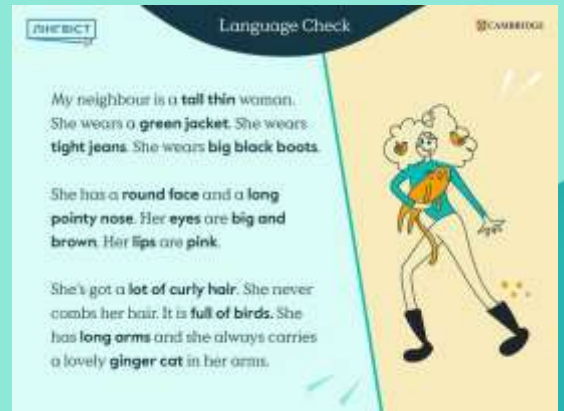 ЛІНГВІСТ
Language Check
CAMBRIDGE
My neighbour is a tall thin woman.
She wears a green jacket. She wears
tight jeans. She wears big black boots.
She has a round face and a long
pointy nose. Her eyes are big and
brown. Her lips are pink.
She's got a lot of curly hair. She never
combs her hair. It is full of birds. She
has long arms and she always carries
a lovely ginger cat in her arms.